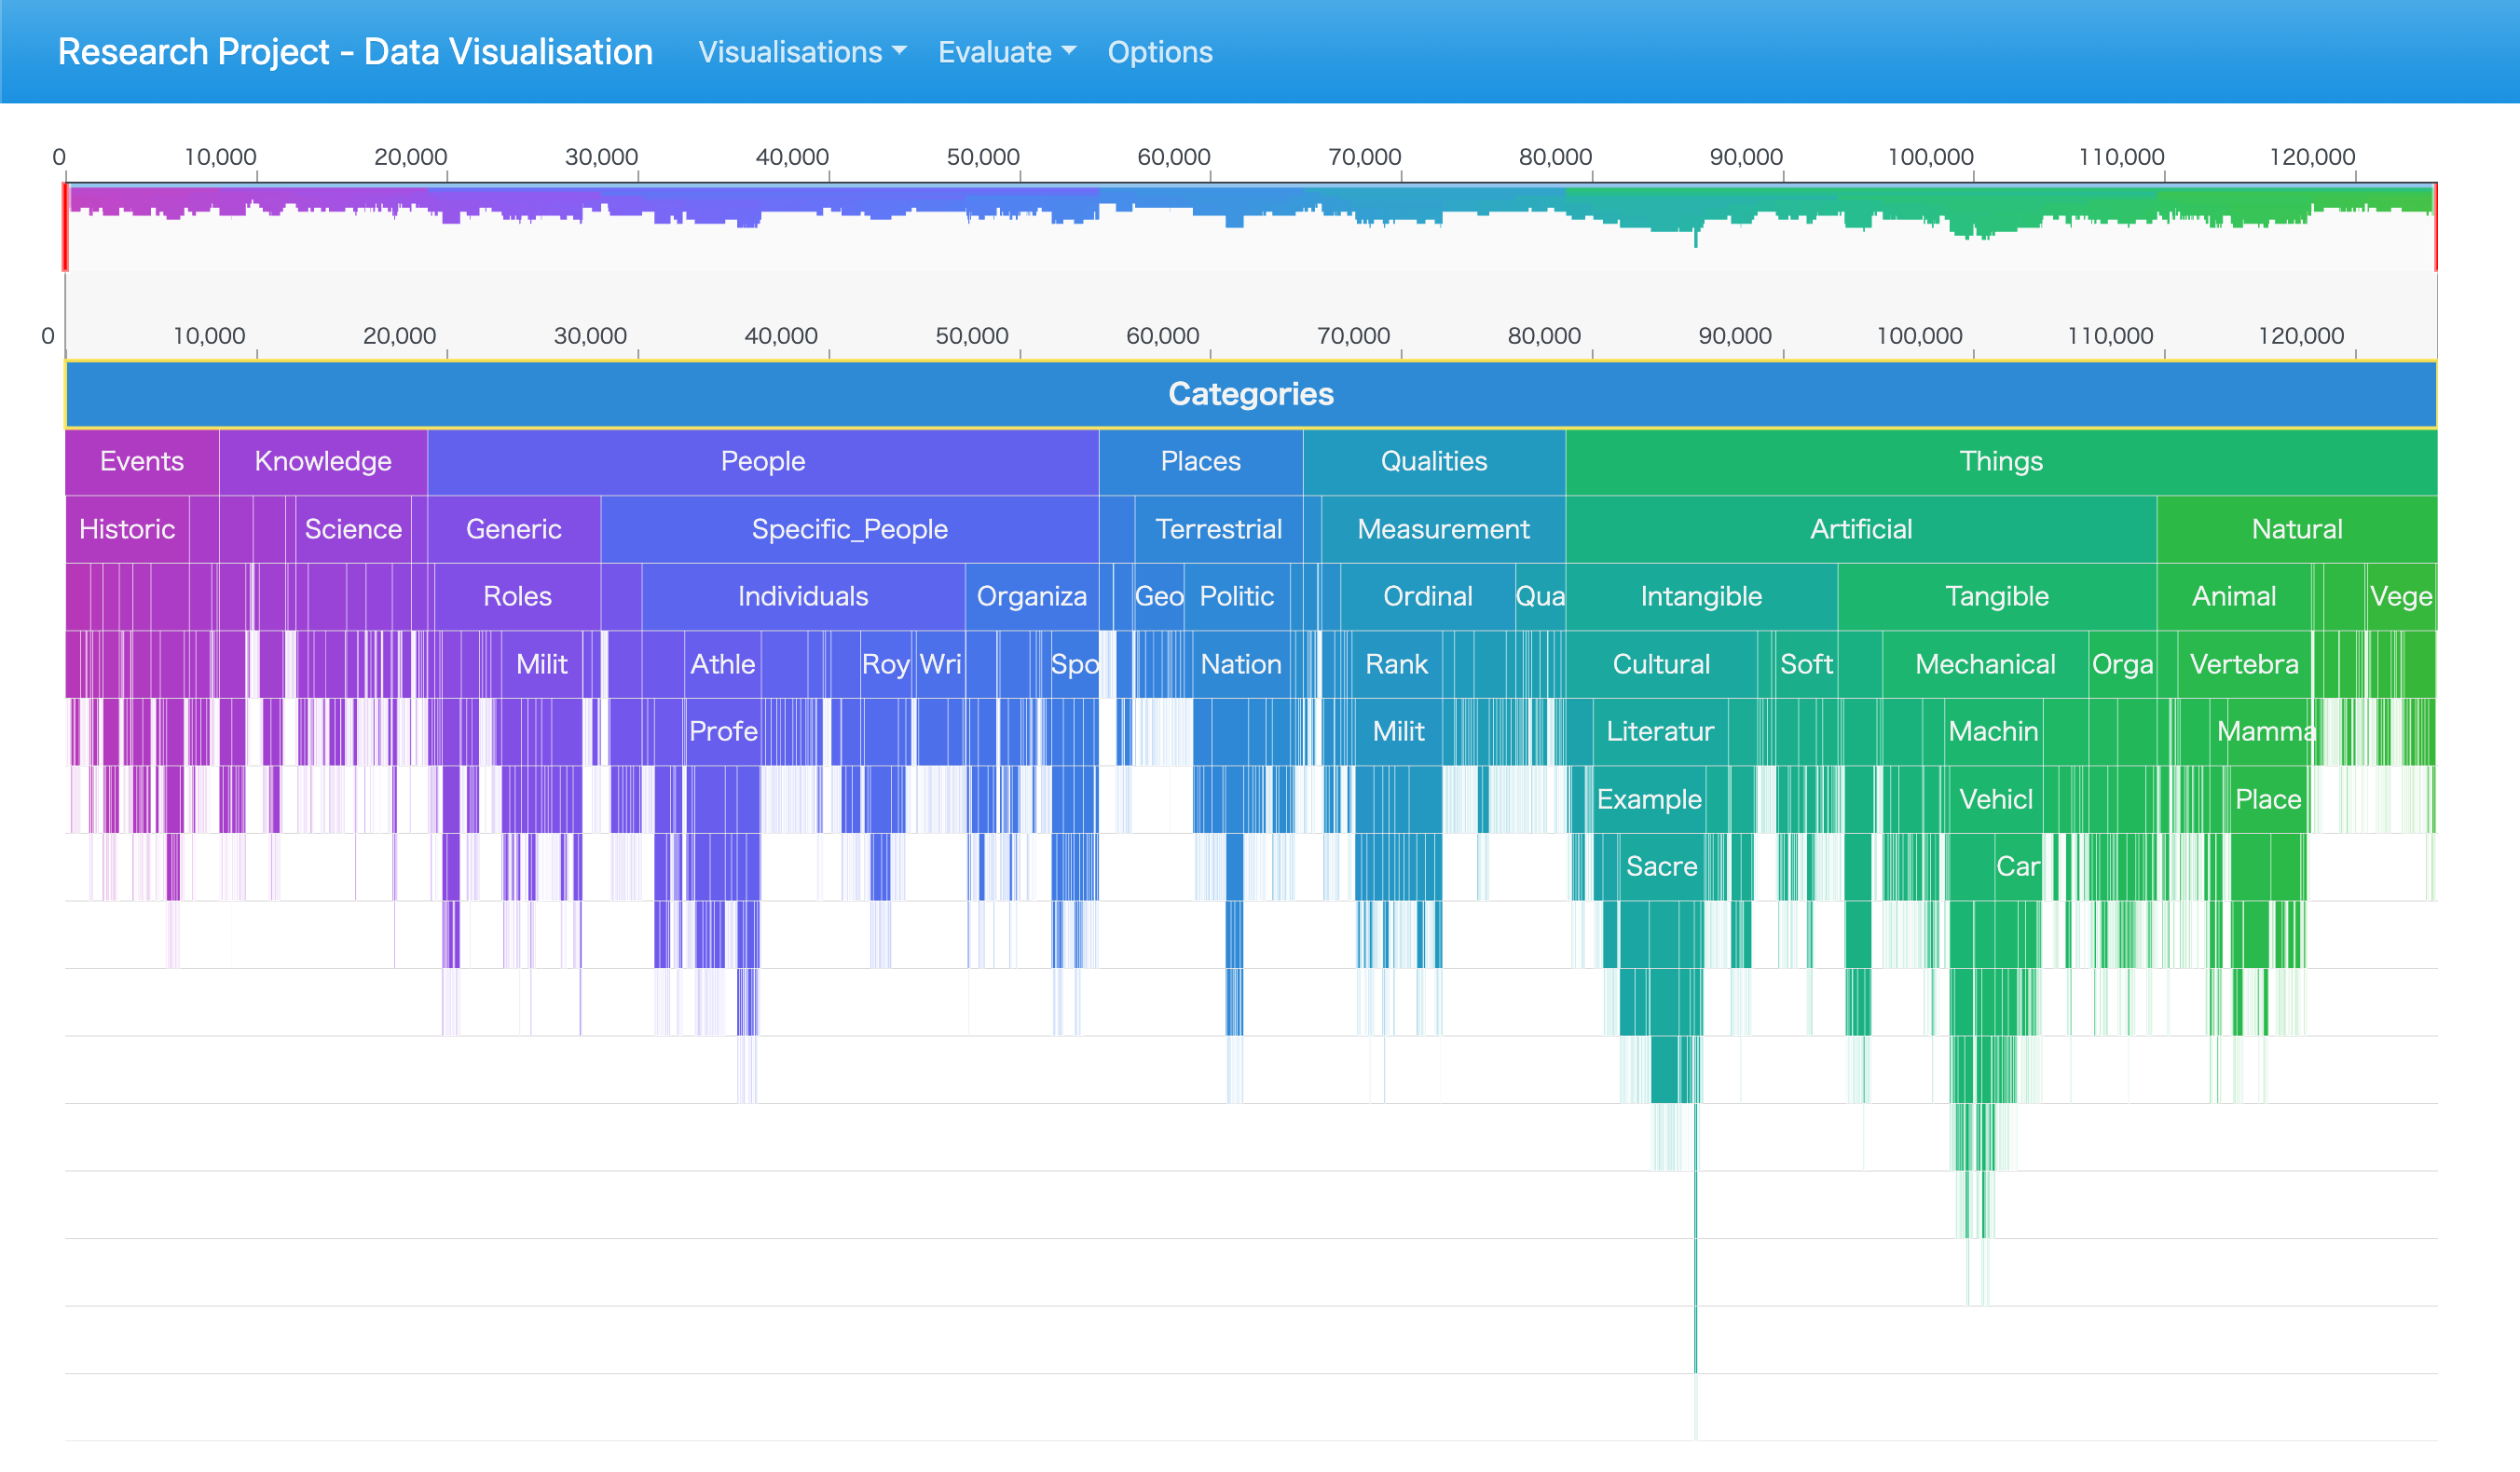 Research Project - Data Visualisation Visualisations Evaluate Options
0 10,000 20,000 30,000 40,000 50,000 60,000 70,000 80,000 90,000 100,000 110,000 120,000
0 10,000 20,000 30,000 40,000 50,000 60,000 70,000 80,000 90,000 100,000 110,000 120,000
Categories
Events Knowledge People Places Qualities Things
Historic Science Generic Specific_People Terrestrial Measurement Artificial Natural
Roles Individuals Organiza Geo Politic Ordinal Qua Intangible Tangible Animal Vege
Milit Athle Roy Wri Spo Nation Rank Cultural Soft Mechanical Orga Vertebra
Profe Milit Literatur Machin Mamma
Example Vehicl Place
Sacre Car